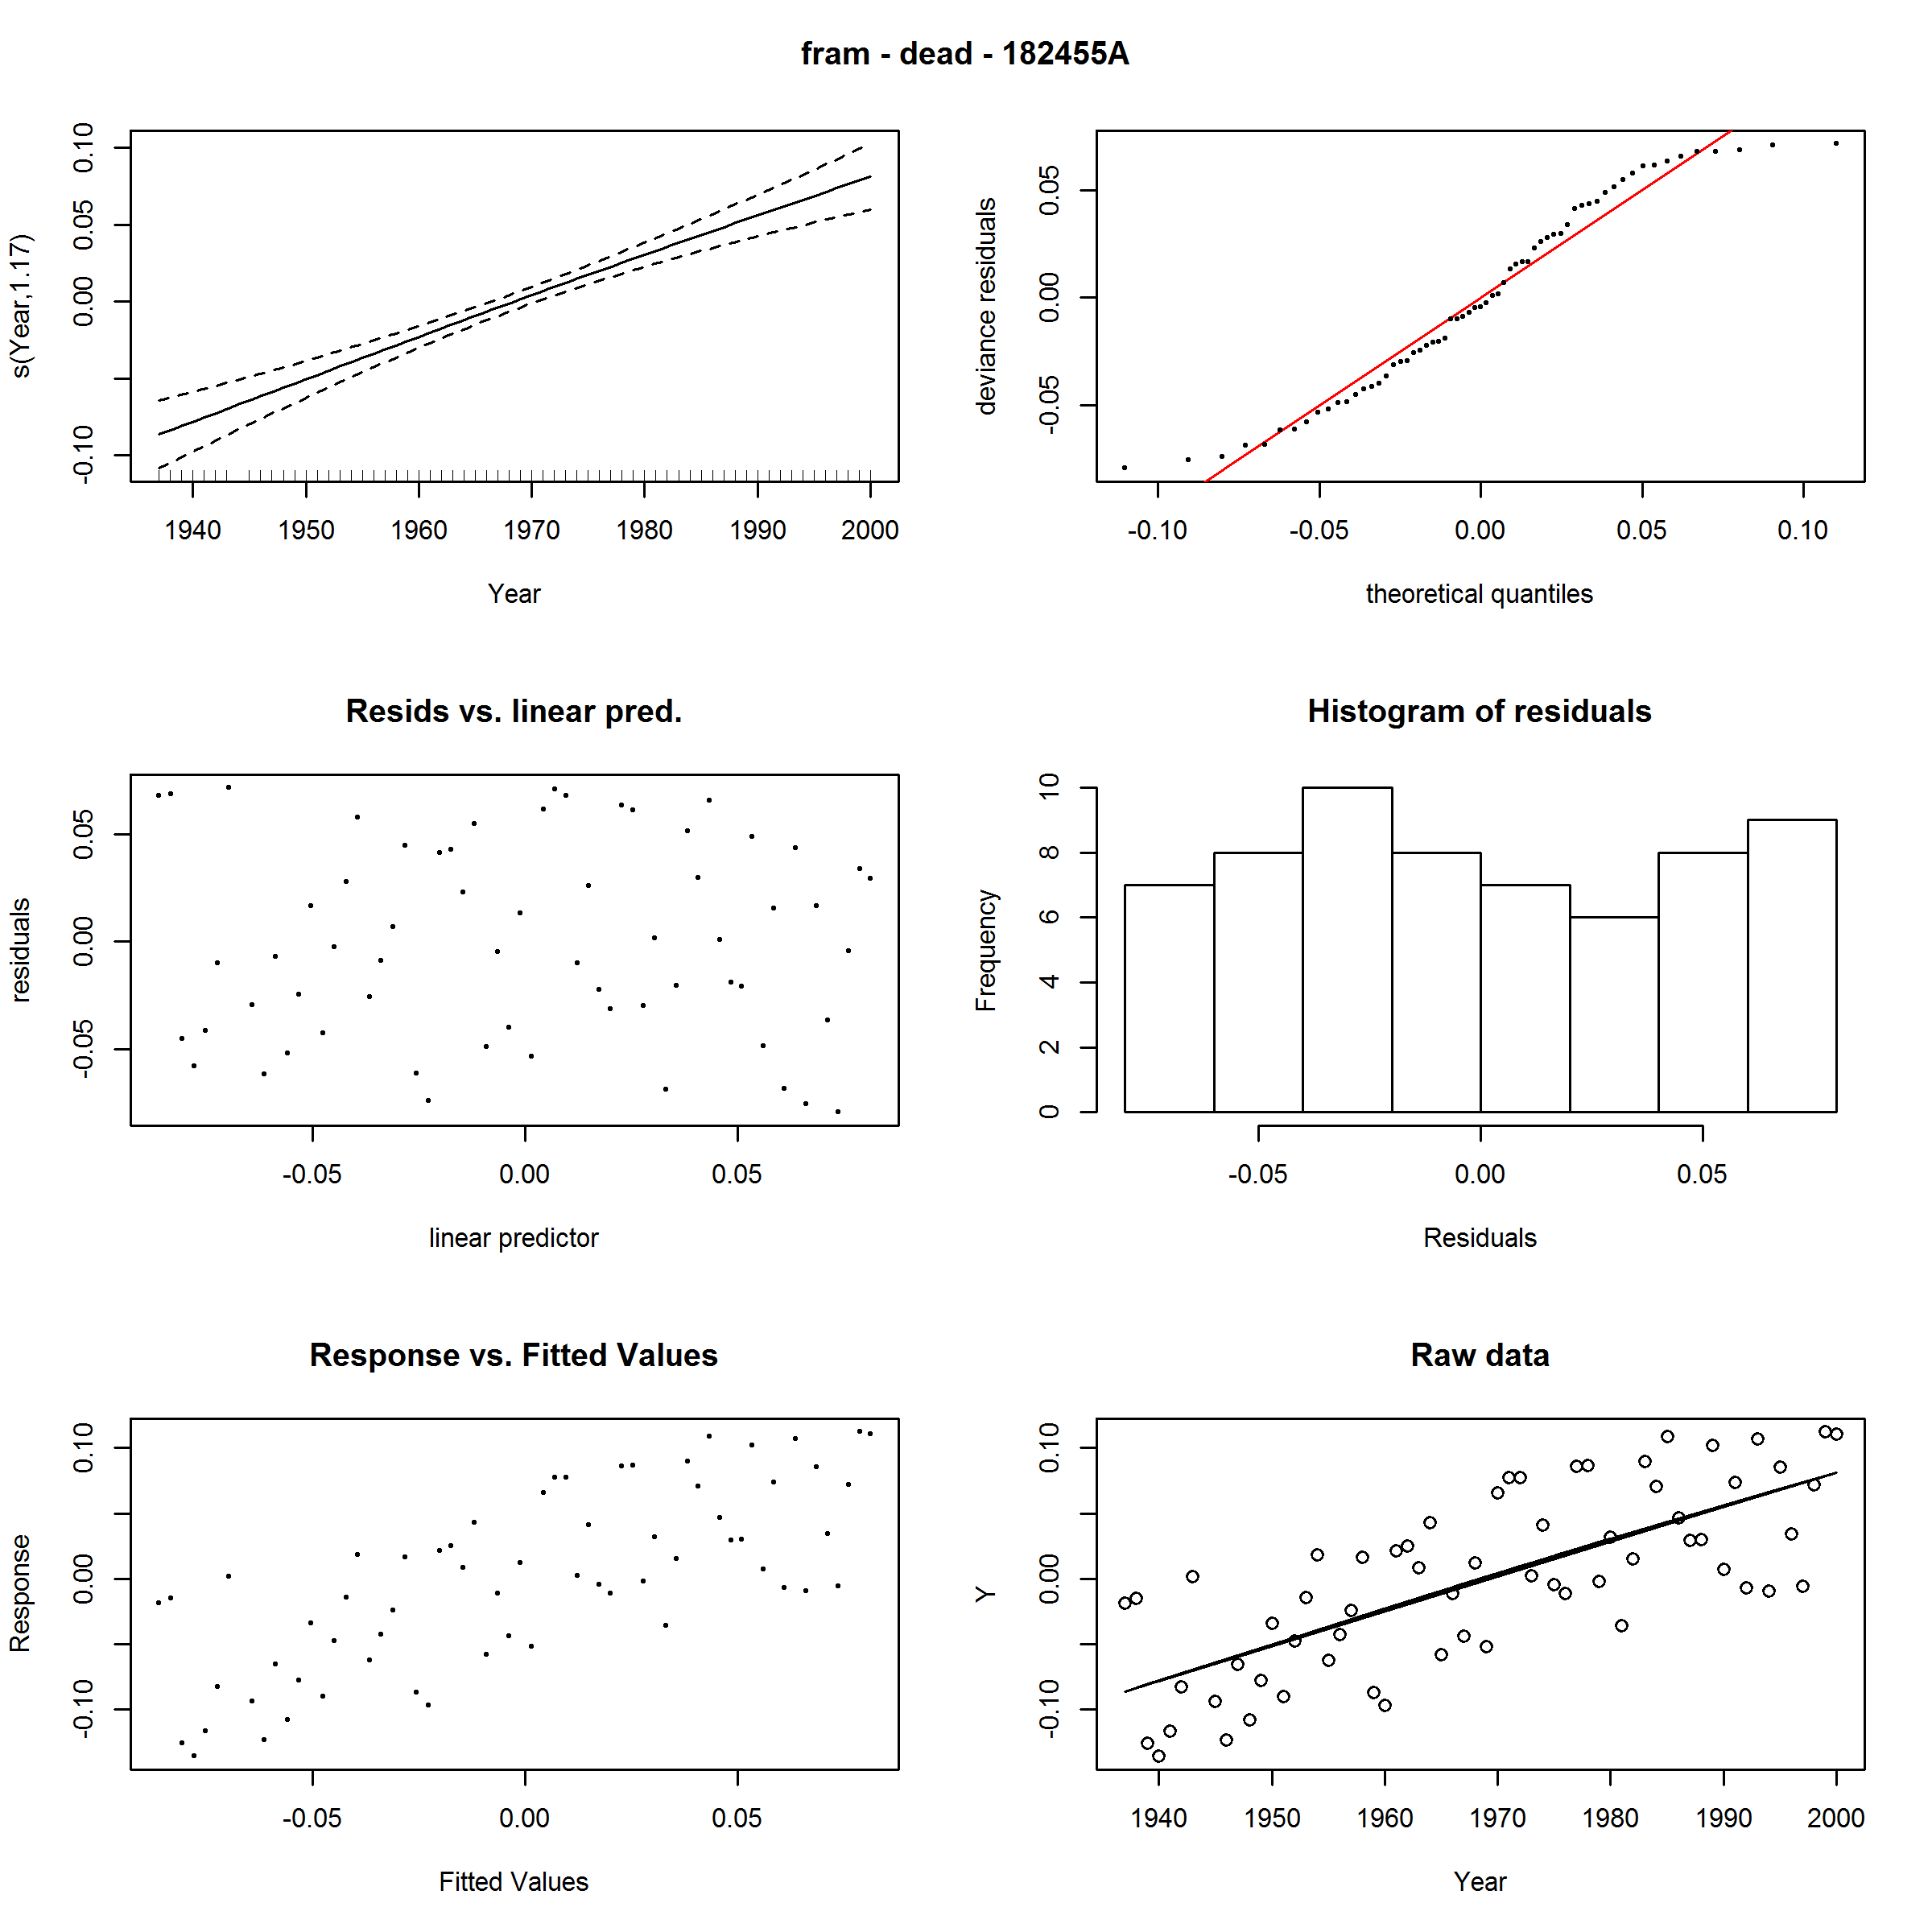 fram - dead - 182455A
s(Year,1.17)
0.10
0.05
0.00
-0.10
1940 1950 1960 1970 1980 1990 2000
Year
deviance residuals
0.05
0.00
-0.05
-0.10 -0.05 0.00 0.05 0.10
theoretical quantiles
Resids vs. linear pred.
residuals
0.05
0.00
-0.05
-0.05 0.00 0.05
linear predictor
Histogram of residuals
Frequency
10
8
6
4
2
0
-0.05 0.00 0.05
Residuals
Response vs. Fitted Values
Response
0.10
0.00
-0.10
-0.05 0.00 0.05
Fitted Values
Raw data
Y
0.10
0.00
-0.10
1940 1950 1960 1970 1980 1990 2000
Year